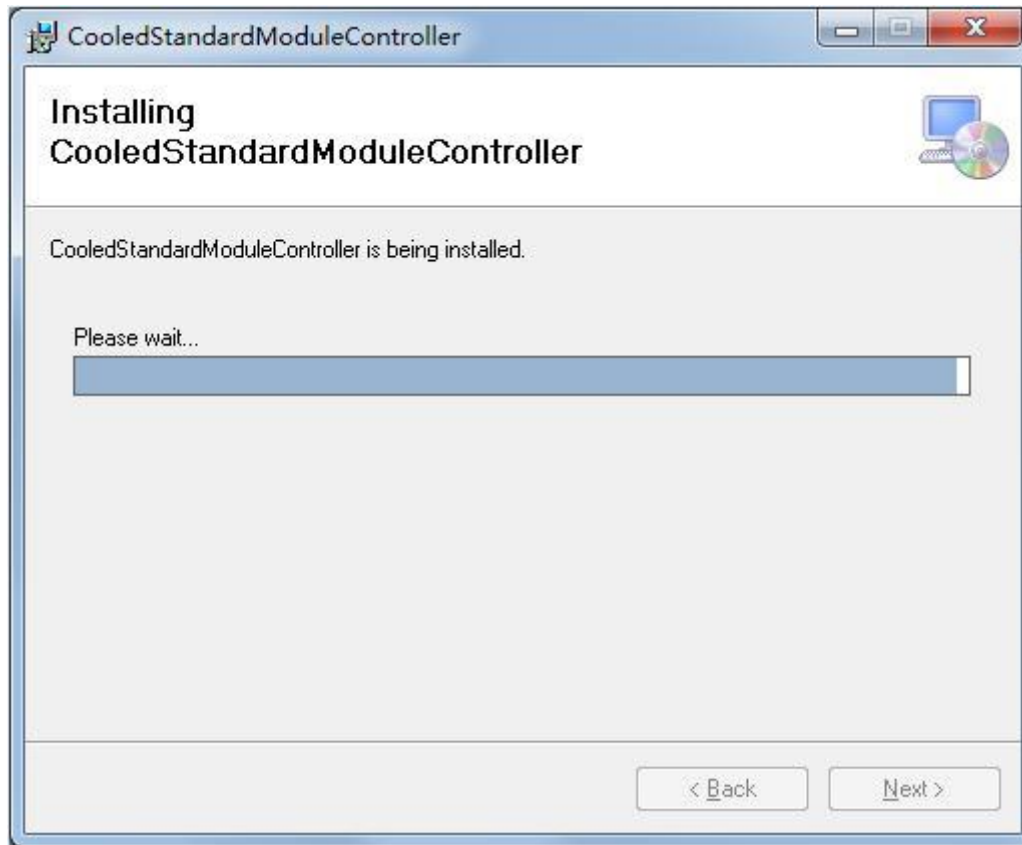 CooledStandardModuleController
Installing
CooledStandardModuleController
CooledStandardModuleController is being installed.
Please wait...
< Back
Next >